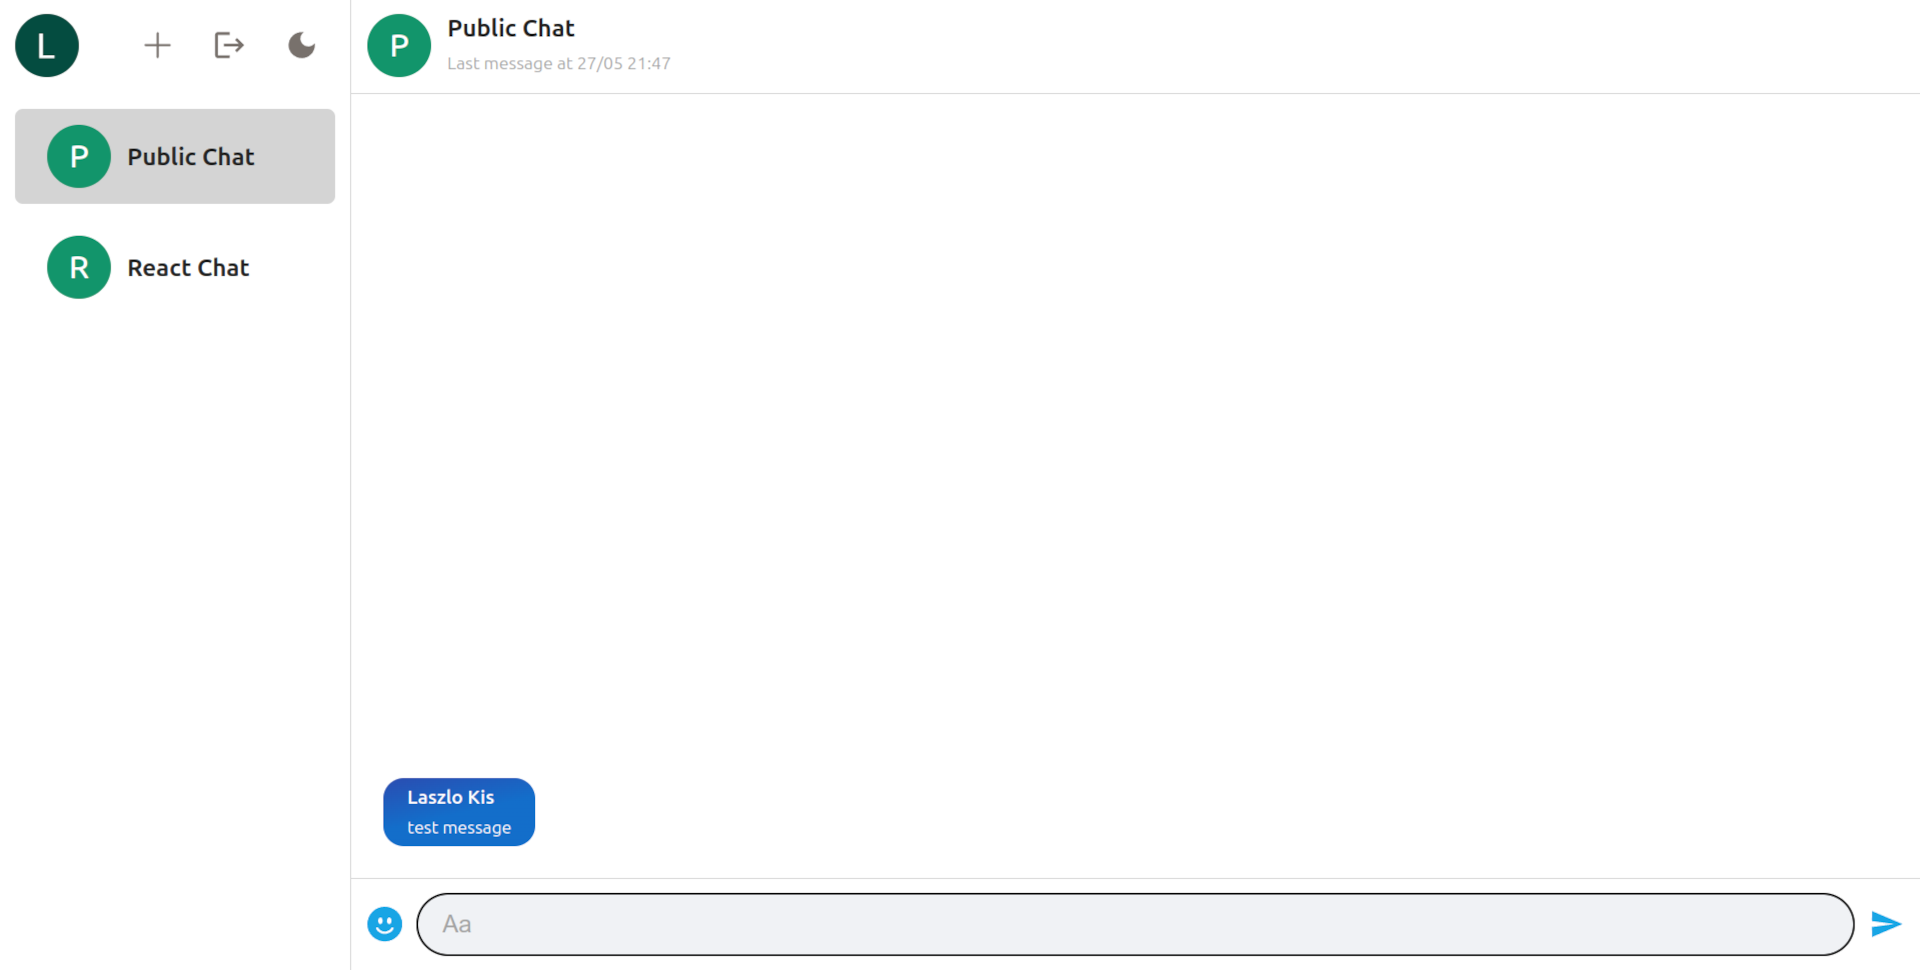 L
P
Public Chat
Last message at 27/05 21:47
P
Public Chat
R
React Chat
Laszlo Kis
test message
Aa